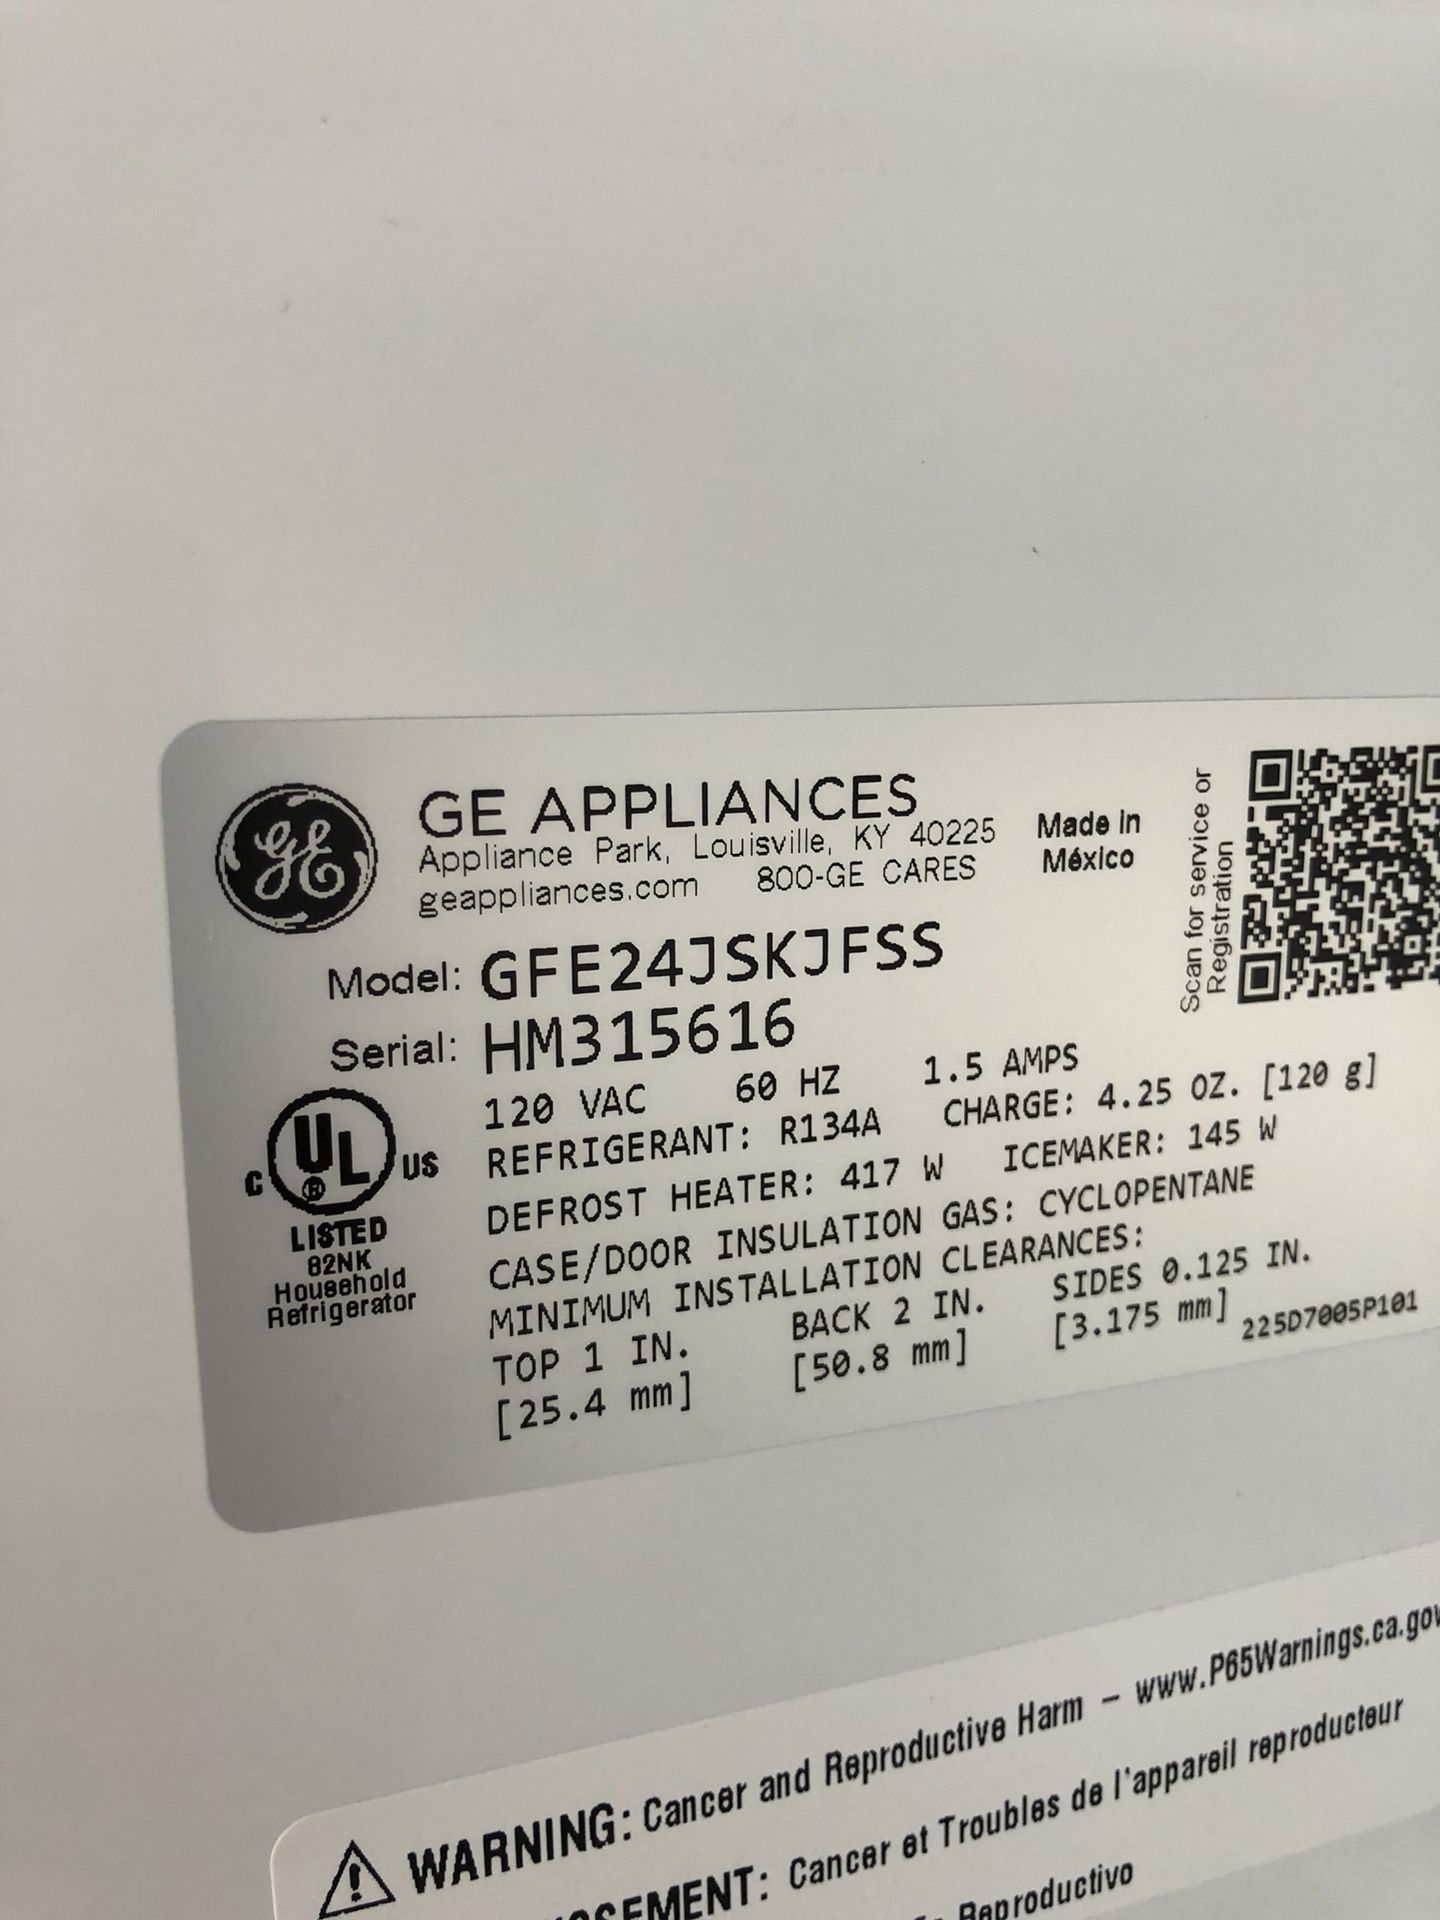 GE APPLIANCES
Appliance Park, Louisville, KY 40225
geappliances.com 800-GE CARES
Made in
México
Scan for service or
Registration
Model: GFE24JSKJFSS
Serial: HM315616
120 VAC 60 HZ 1.5 AMPS
REFRIGERANT: R134A CHARGE: 4.25 OZ. [120 g]
DEFROST HEATER: 417 W ICEMAKER: 145 W
CASE/DOOR INSULATION GAS: CYCLOPENTANE
MINIMUM INSTALLATION CLEARANCES:
TOP 1 IN. BACK 2 IN. SIDES 0.125 IN.
[25.4 mm] [50.8 mm] [3.175 mm]
225D7005P101
GE
C UL ® US
LISTED
82NK
Household
Refrigerator
WARNING: Cancer and Reproductive Harm – www.P65Warnings.ca.gov
Cancer et Troubles de l'appareil reproducteur
Reproductivo